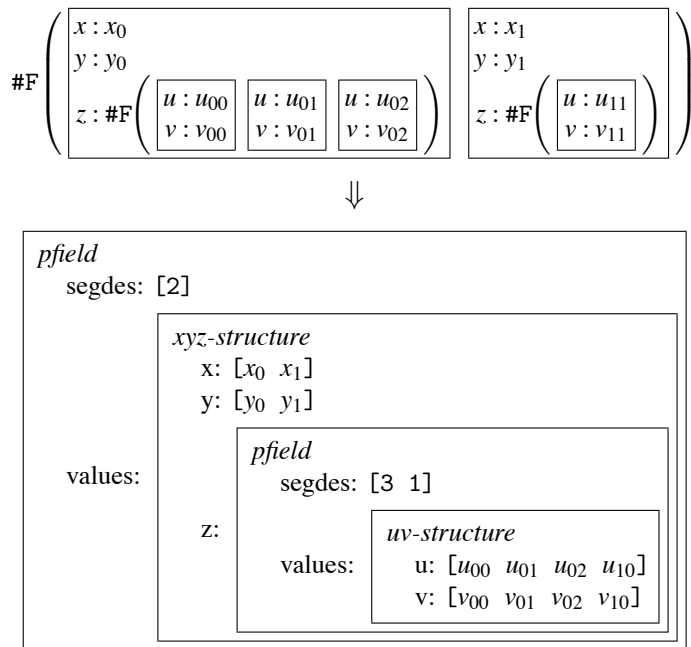 #F ( x : x₀ x : x₁ )
y : y₀ y : y₁
z : #F ( u : u₀₀ u : u₀₁ u : u₀₂ ) z : #F ( u : u₁₁ )
v : v₀₀ v : v₀₁ v : v₀₂ v : v₁₁
⇓
pfield
segdes: [2]
xyz-structure
x: [x₀ x₁]
y: [y₀ y₁]
values:
pfield
segdes: [3 1]
z:
uv-structure
values: u: [u₀₀ u₀₁ u₀₂ u₁₀]
v: [v₀₀ v₀₁ v₀₂ v₁₀]